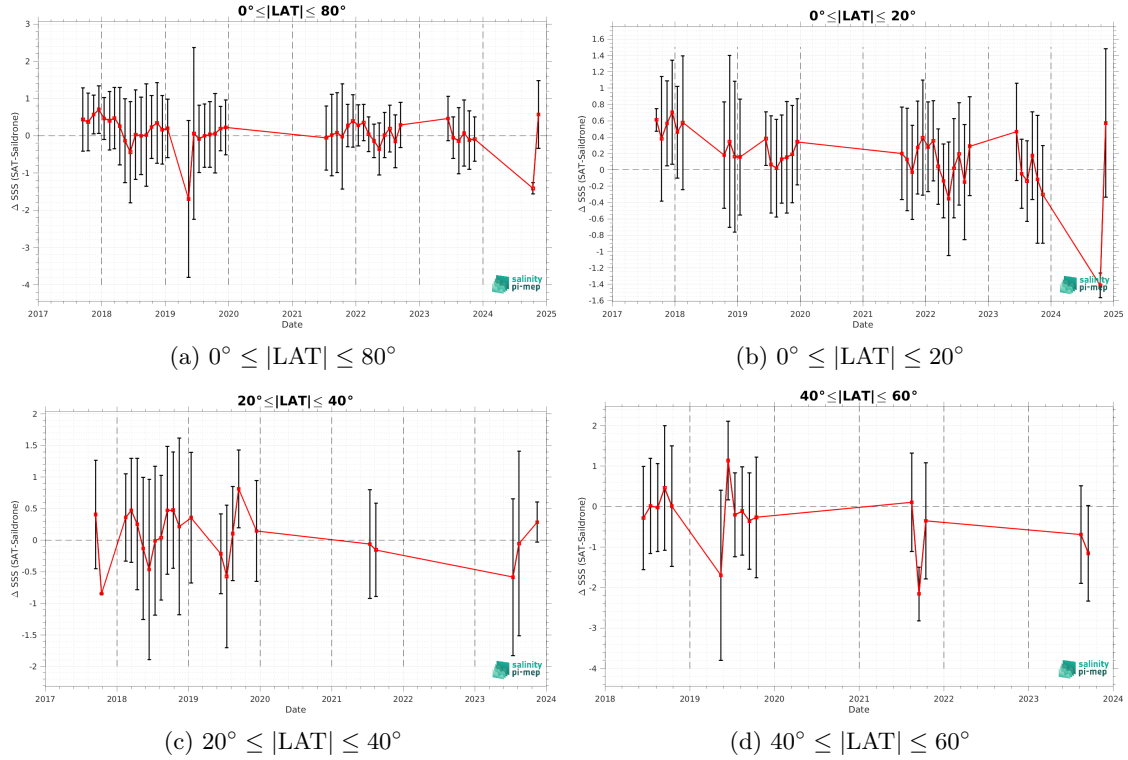 0°≤|LAT|≤ 80°
3
2
1
0
-1
-2
-3
-4
Δ SSS (SAT-Saildrone)
2017 2018 2019 2020 2021 2022 2023 2024 2025
Date
salinity
pi-mep
(a) 0° ≤ |LAT| ≤ 80°
0°≤|LAT|≤ 20°
1.6
1.4
1.2
1
0.8
0.6
0.4
0.2
0
-0.2
-0.4
-0.6
-0.8
-1
-1.2
-1.4
-1.6
Δ SSS (SAT-Saildrone)
2017 2018 2019 2020 2021 2022 2023 2024 2025
Date
salinity
pi-mep
(b) 0° ≤ |LAT| ≤ 20°
20°≤|LAT|≤ 40°
2
1.5
1
0.5
0
-0.5
-1
-1.5
-2
Δ SSS (SAT-Saildrone)
2017 2018 2019 2020 2021 2022 2023 2024
Date
salinity
pi-mep
(c) 20° ≤ |LAT| ≤ 40°
40°≤|LAT|≤ 60°
2
1
0
-1
-2
-3
-4
Δ SSS (SAT-Saildrone)
2018 2019 2020 2021 2022 2023 2024
Date
salinity
pi-mep
(d) 40° ≤ |LAT| ≤ 60°